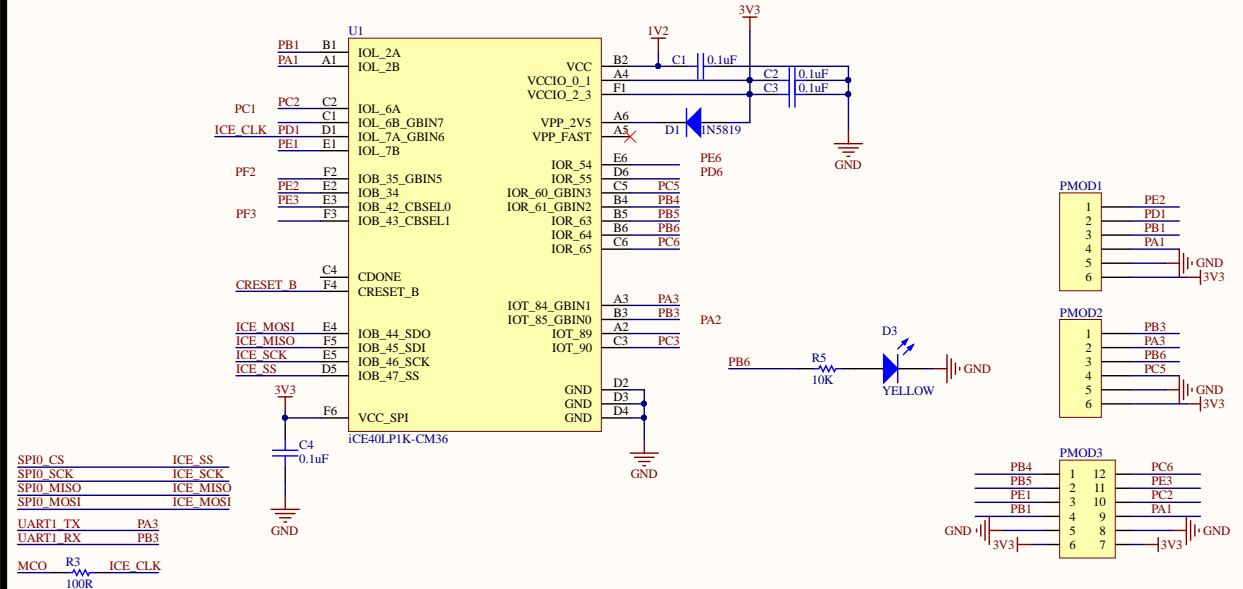 3V3
U1
1V2
PB1 B1 IOL_2A
PA1 A1 IOL_2B
VCC B2 C1 0.1uF
VCCIO_0_1 A4 C2 0.1uF
VCCIO_2_3 F1 C3 0.1uF
PC2 C2 IOL_6A
PC1 C1 IOL_6B_GBIN7
ICE_CLK PD1 D1 IOL_7A_GBIN6
PE1 E1 IOL_7B
VPP_2V5 A6 D1 1N5819
VPP_FAST A5
GND
IOR_54 E6 PE6
IOR_55 D6 PD6
PF2 F2 IOB_35_GBIN5
PE2 E2 IOB_34
PE3 E3 IOB_42_CBSEL0
PF3 F3 IOB_43_CBSEL1
IOR_60_GBIN3 C5 PC5
IOR_61_GBIN2 B4 PB4
IOR_63 B5 PB5
IOR_64 B6 PB6
IOR_65 C6 PC6
C4 CDONE
CRESET_B F4 CRESET_B
IOT_84_GBIN1 A3 PA3
IOT_85_GBIN0 B3 PB3
IOT_89 A2 PA2
IOT_90 C3 PC3
ICE_MOSI E4 IOB_44_SDO
ICE_MISO F5 IOB_45_SDI
ICE_SCK E5 IOB_46_SCK
ICE_SS D5 IOB_47_SS
3V3
F6 VCC_SPI
GND D2
GND D3
GND D4
iCE40LP1K-CM36
GND
C4
0.1uF
GND
D3
PB6 R5 GND
10K YELLOW
PMOD1
1 PE2
2 PD1
3 PB1
4 PA1
5 GND
6 3V3
PMOD2
1 PB3
2 PA3
3 PB6
4 PC5
5 GND
6 3V3
PMOD3
PB4 1 12 PC6
PB5 2 11 PE3
PE1 3 10 PC2
PB1 4 9 PA1
GND 5 8 GND
3V3 6 7 3V3
SPI0_CS ICE_SS
SPI0_SCK ICE_SCK
SPI0_MISO ICE_MISO
SPI0_MOSI ICE_MOSI
UART1_TX PA3
UART1_RX PB3
MCO R3 ICE_CLK
100R